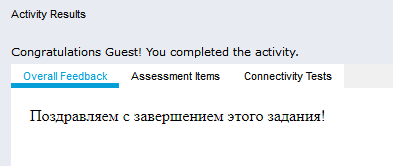 Activity Results
Congratulations Guest! You completed the activity.
Overall Feedback Assessment Items Connectivity Tests
Поздравляем с завершением этого задания!